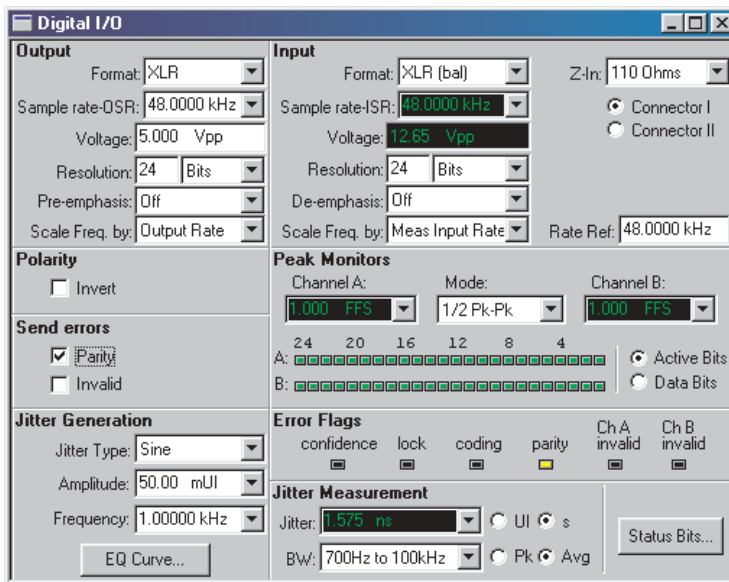 Digital I/O
Output
Format: XLR
Sample rate-OSR: 48.0000 kHz
Voltage: 5.000 Vpp
Resolution: 24 Bits
Pre-emphasis: Off
Scale Freq. by: Output Rate
Input
Format: XLR (bal)
Z-In: 110 Ohms
Sample rate-ISR: 48.0000 kHz
Connector I
Connector II
Voltage: 12.65 Vpp
Resolution: 24 Bits
De-emphasis: Off
Scale Freq. by: Meas Input Rate
Rate Ref: 48.0000 kHz
Polarity
Invert
Send errors
Parity
Invalid
Peak Monitors
Channel A: Mode: Channel B:
1.000 FFS 1/2 Pk-Pk 1.000 FFS
24 20 16 12 8 4
A:
B:
Active Bits
Data Bits
Jitter Generation
Jitter Type: Sine
Amplitude: 50.00 mUI
Frequency: 1.00000 kHz
EQ Curve...
Error Flags
confidence lock coding parity Ch A invalid Ch B invalid
Jitter Measurement
Jitter: 1.575 ns UI s
BW: 700Hz to 100kHz Pk Avg
Status Bits...